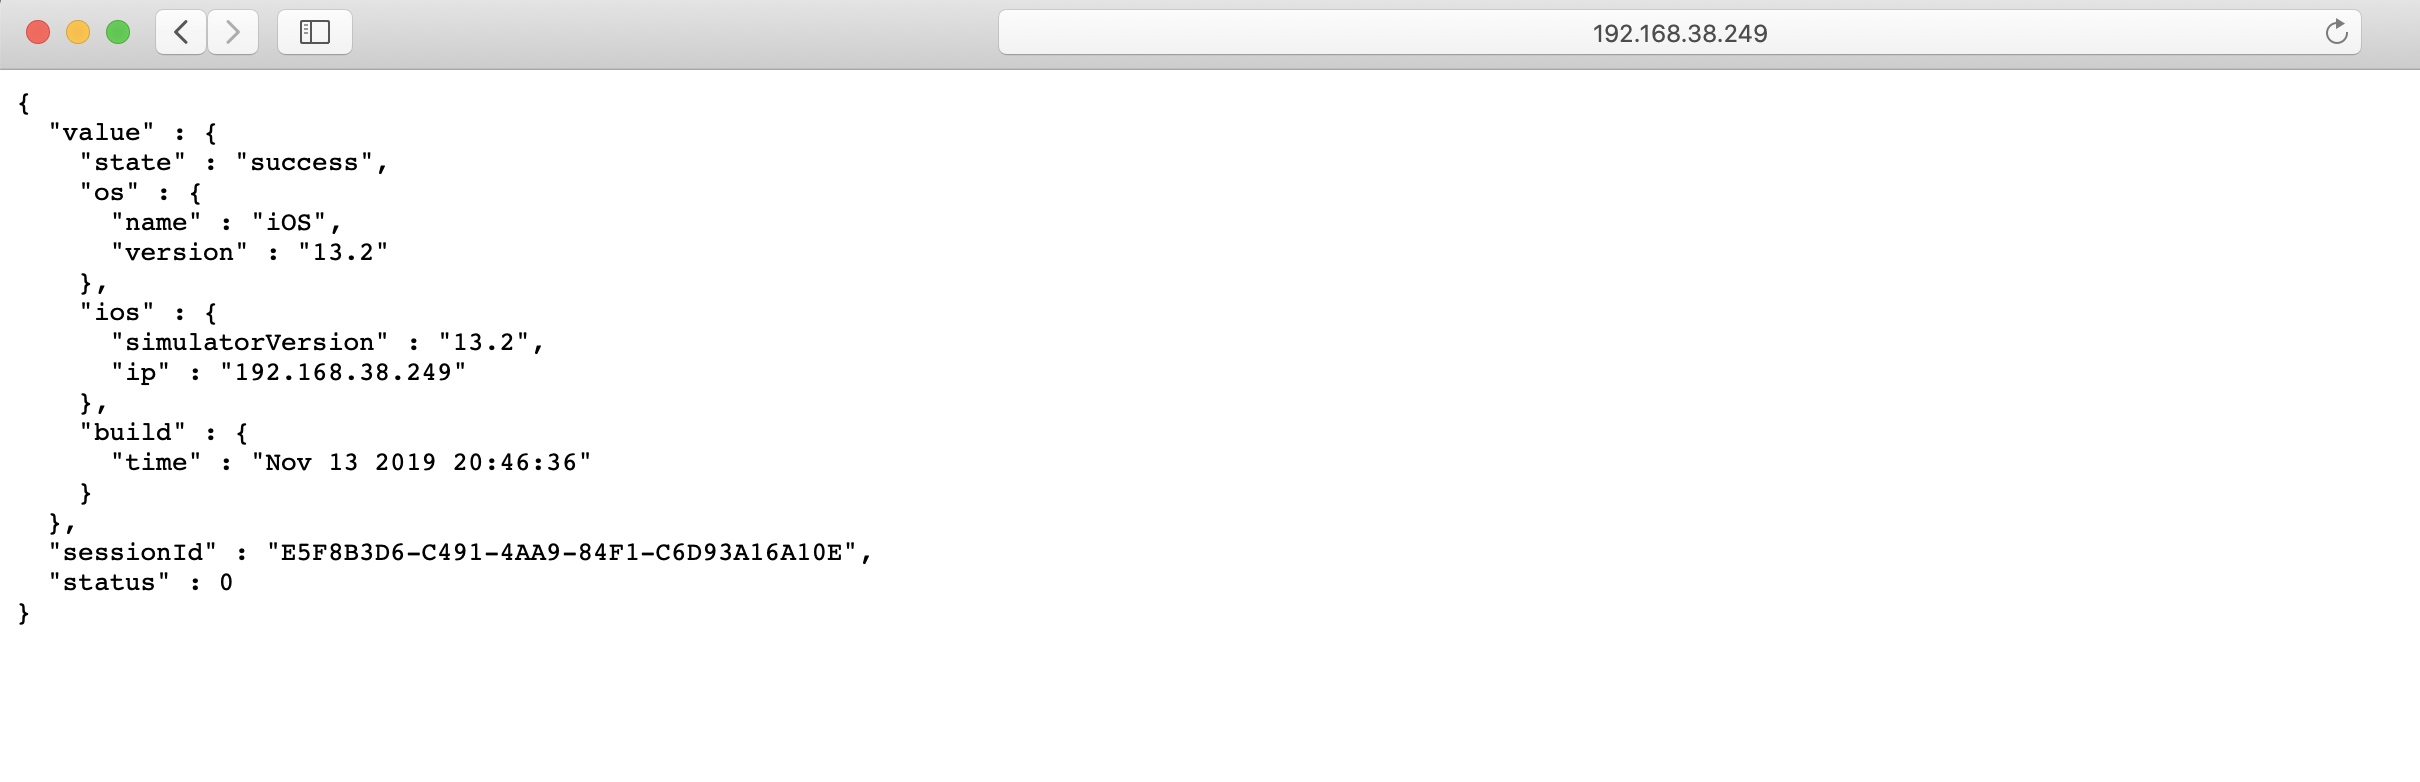 192.168.38.249
{
  "value" : {
    "state" : "success",
    "os" : {
      "name" : "iOS",
      "version" : "13.2"
    },
    "ios" : {
      "simulatorVersion" : "13.2",
      "ip" : "192.168.38.249"
    },
    "build" : {
      "time" : "Nov 13 2019 20:46:36"
    }
  },
  "sessionId" : "E5F8B3D6-C491-4AA9-84F1-C6D93A16A10E",
  "status" : 0
}